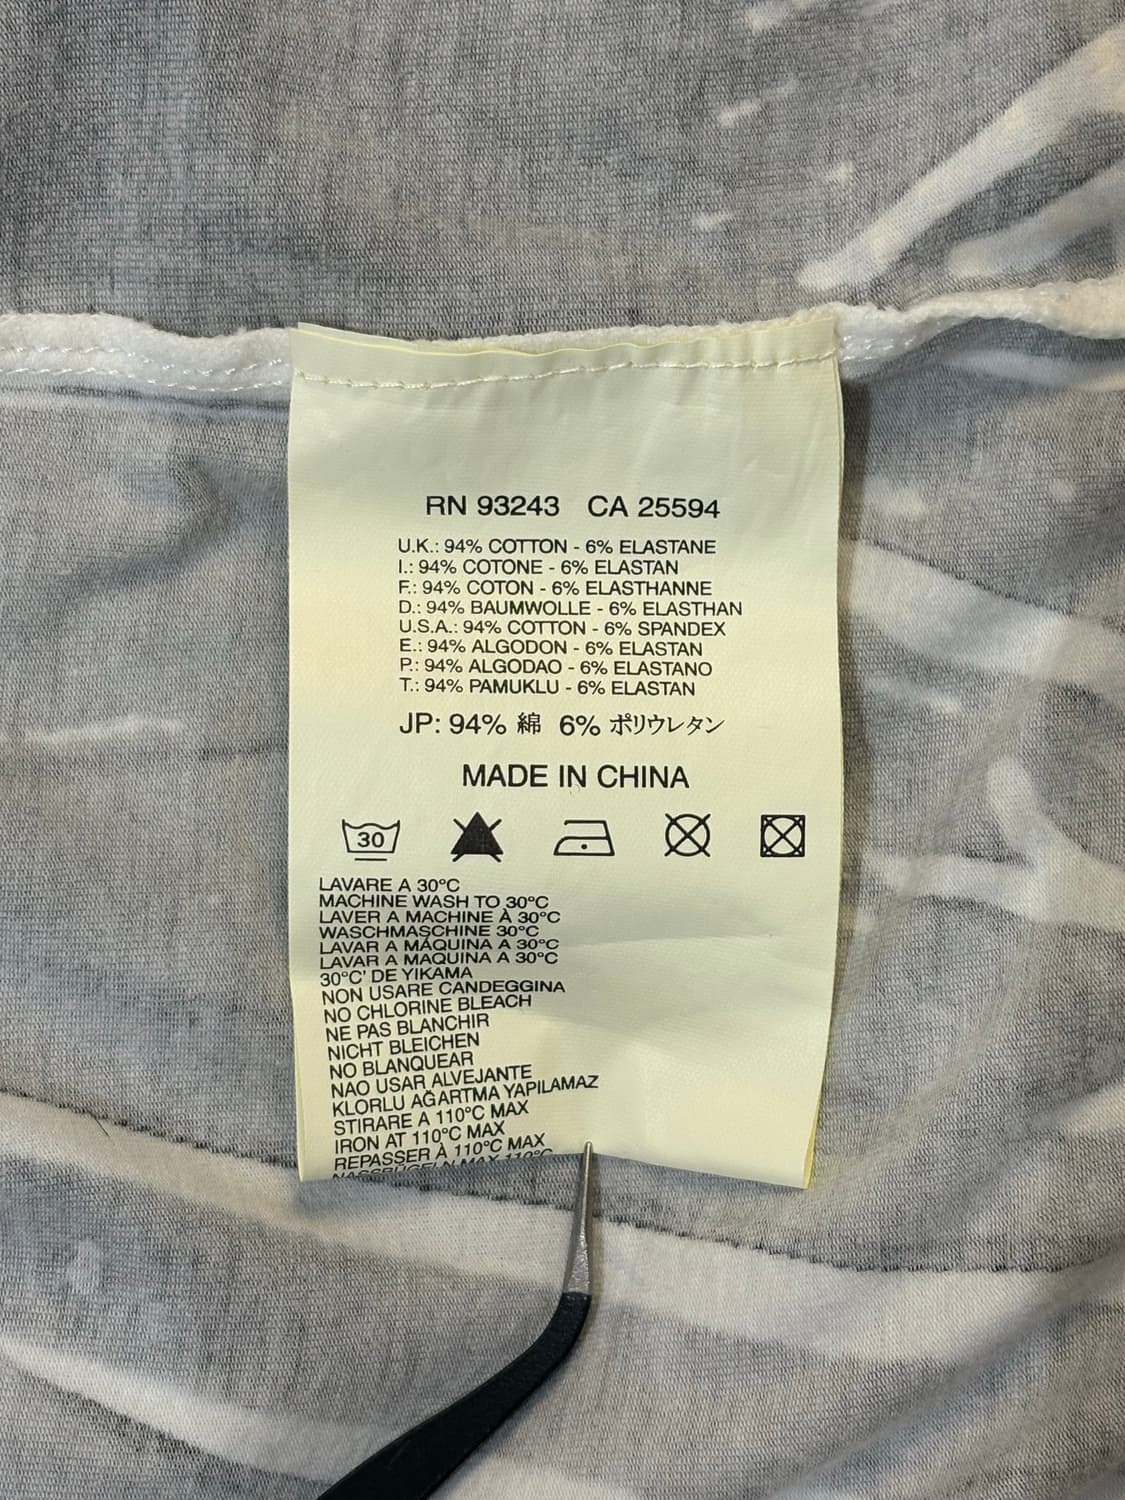 RN 93243 CA 25594
U.K.: 94% COTTON - 6% ELASTANE
I.: 94% COTONE - 6% ELASTAN
F.: 94% COTON - 6% ELASTHANNE
D.: 94% BAUMWOLLE - 6% ELASTHAN
U.S.A.: 94% COTTON - 6% SPANDEX
E.: 94% ALGODON - 6% ELASTAN
P.: 94% ALGODAO - 6% ELASTANO
T.: 94% PAMUKLU - 6% ELASTAN
JP: 94% 綿 6% ポリウレタン
MADE IN CHINA
30
LAVARE A 30°C
MACHINE WASH TO 30°C
LAVER A MACHINE À 30°C
WASCHMASCHINE 30°C
LAVAR A MÁQUINA A 30°C
LAVAR A MAQUINA A 30°C
30°C' DE YIKAMA
NON USARE CANDEGGINA
NO CHLORINE BLEACH
NE PAS BLANCHIR
NICHT BLEICHEN
NO BLANQUEAR
NAO USAR ALVEJANTE
KLORLU AĞARTMA YAPILAMAZ
STIRARE A 110°C MAX
IRON AT 110°C MAX
REPASSER À 110°C MAX
MAX 110°C